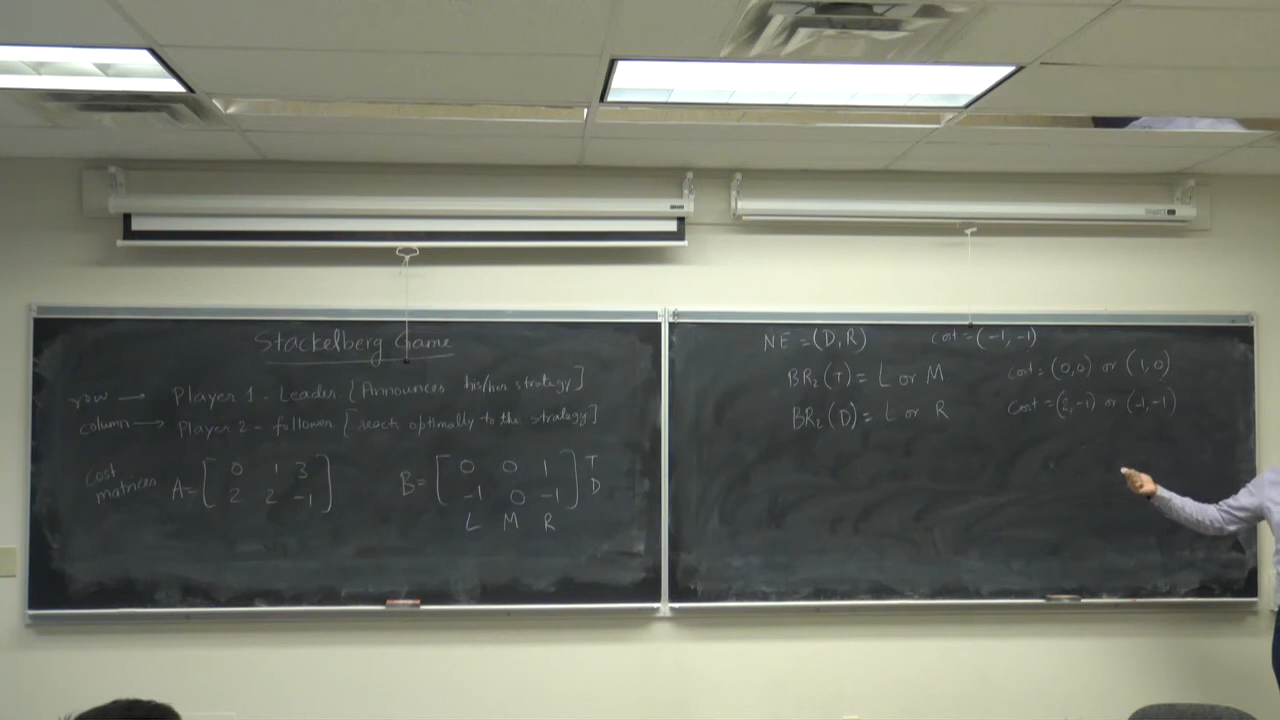 Stackelberg Game
row → Player 1 - Leader. [Announces his/her strategy]
column → Player 2 - follower [reach optimally to the strategy]
cost matrices A = [ 0 1 3
2 2 -1 ]
B = [ 0 0 1
-1 0 -1 ] T
D
L M R
NE = (D, R) cost = (-1, -1)
BR₂(T) = L or M cost = (0,0) or (1,0)
BR₂(D) = L or R cost = (2,-1) or (-1,-1)